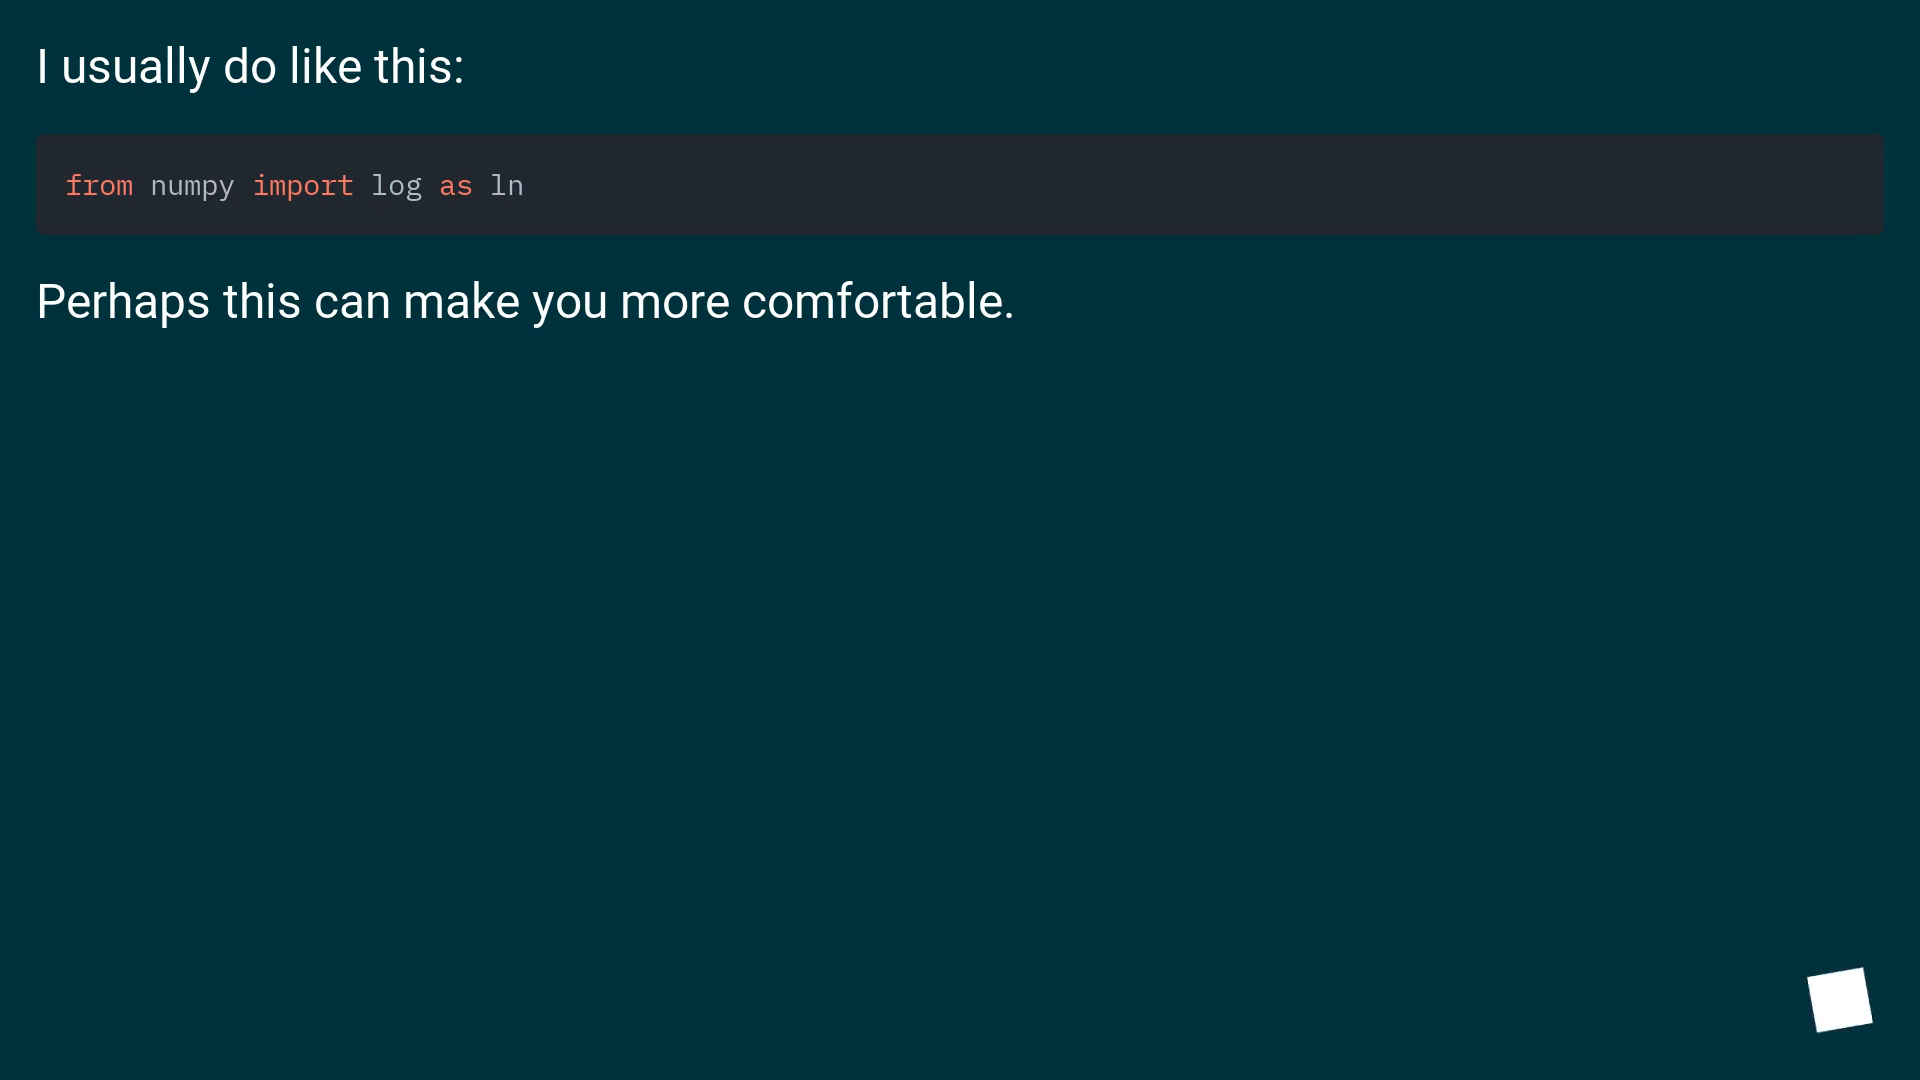 I usually do like this:
from numpy import log as ln
Perhaps this can make you more comfortable.